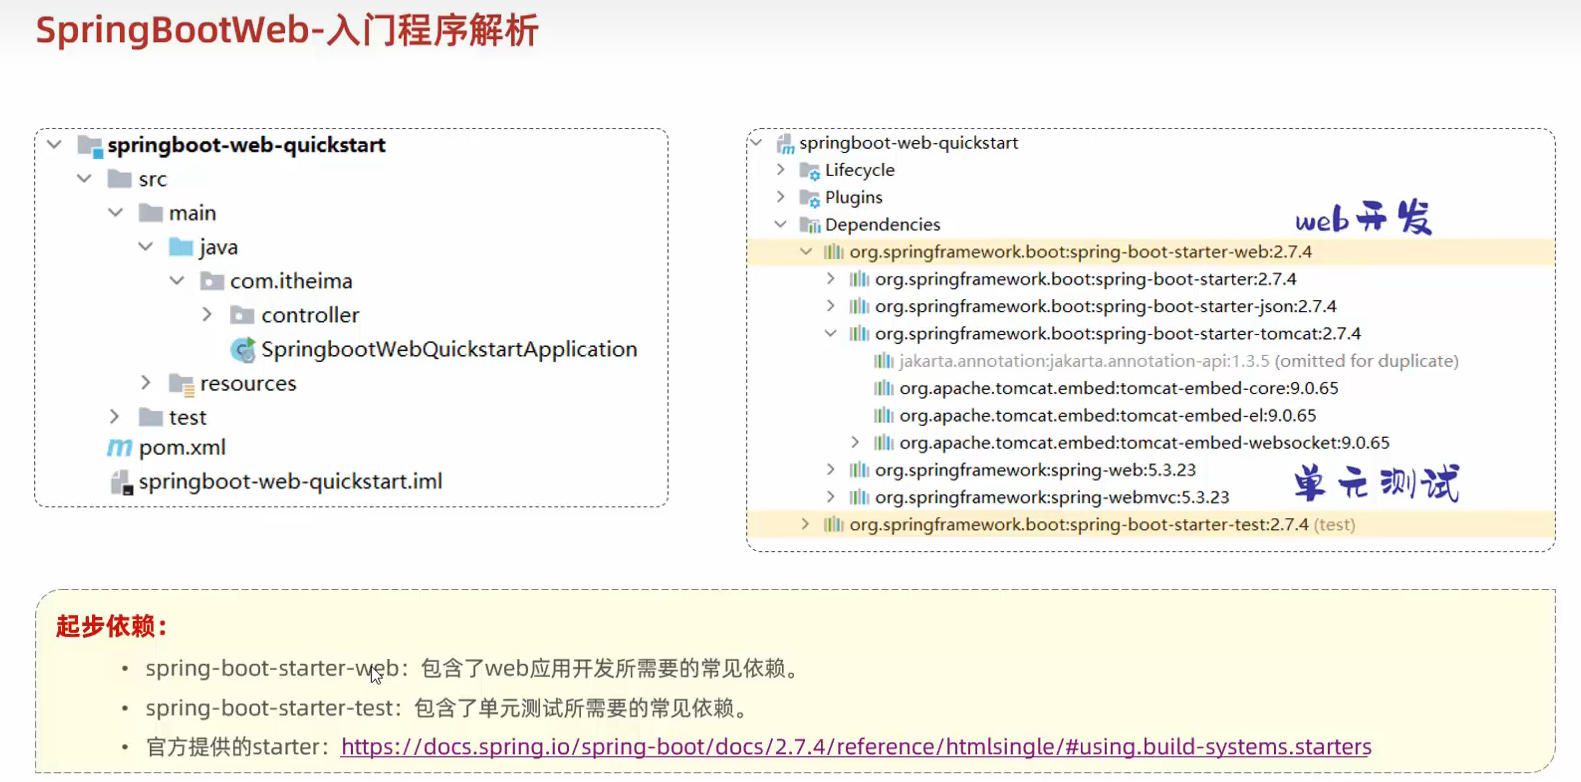 SpringBootWeb-入门程序解析
springboot-web-quickstart
src
main
java
com.itheima
controller
SpringbootWebQuickstartApplication
resources
test
pom.xml
springboot-web-quickstart.iml
springboot-web-quickstart
Lifecycle
Plugins
Dependencies
web开发
org.springframework.boot:spring-boot-starter-web:2.7.4
org.springframework.boot:spring-boot-starter:2.7.4
org.springframework.boot:spring-boot-starter-json:2.7.4
org.springframework.boot:spring-boot-starter-tomcat:2.7.4
jakarta.annotation:jakarta.annotation-api:1.3.5 (omitted for duplicate)
org.apache.tomcat.embed:tomcat-embed-core:9.0.65
org.apache.tomcat.embed:tomcat-embed-el:9.0.65
org.apache.tomcat.embed:tomcat-embed-websocket:9.0.65
org.springframework:spring-web:5.3.23
单元测试
org.springframework:spring-webmvc:5.3.23
org.springframework.boot:spring-boot-starter-test:2.7.4 (test)
起步依赖：
• spring-boot-starter-web：包含了web应用开发所需要的常见依赖。
• spring-boot-starter-test：包含了单元测试所需要的常见依赖。
• 官方提供的starter：https://docs.spring.io/spring-boot/docs/2.7.4/reference/htmlsingle/#using.build-systems.starters